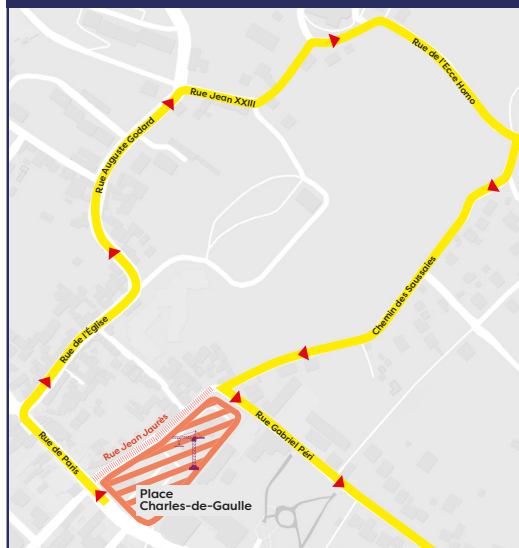 Rue Jean XXIII
Rue de l'Ecce Homo
Rue Auguste Godard
Chemin des Saussaies
Rue de l'Église
Rue Jean Jaurès
Rue de Paris
Rue Gabriel Péri
Place
Charles-de-Gaulle